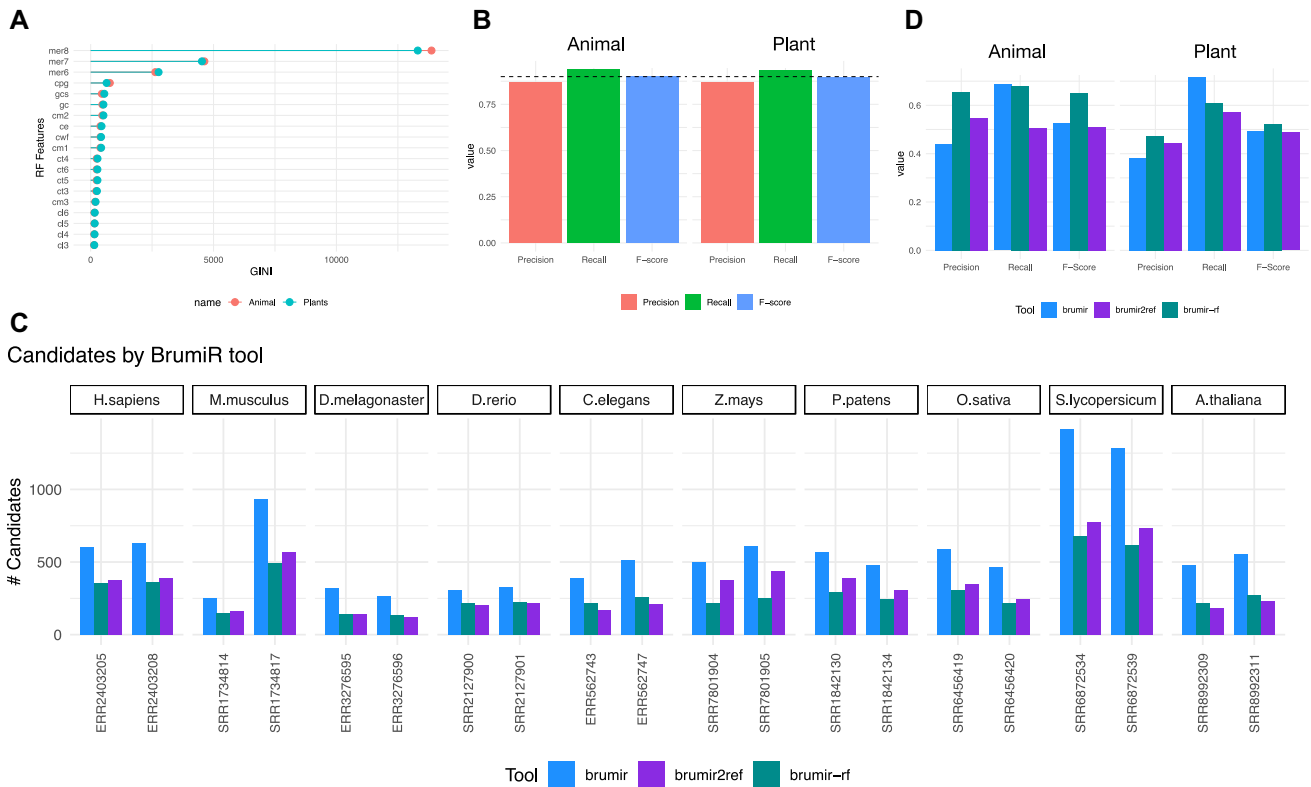 A
mer8
mer7
mer6
cpg
gcs
gc
cm2
ce
cwf
cm1
ct4
ct6
ct5
ct3
cm3
cl6
cl5
cl4
cl3
RF Features
0 5000 10000
GINI
name Animal Plants
B
Animal Plant
0.75
0.50
0.25
0.00
value
Precision Recall F-score Precision Recall F-score
Precision Recall F-score
D
Animal Plant
0.6
0.4
0.2
0.0
value
Precision Recall F-Score Precision Recall F-Score
Tool brumir brumir2ref brumir-rf
C
Candidates by BrumiR tool
H.sapiens M.musculus D.melagonaster D.rerio C.elegans Z.mays P.patens O.sativa S.lycopersicum A.thaliana
1000
500
0
# Candidates
ERR2403205 ERR2403208 SRR1734814 SRR1734817 ERR3276595 ERR3276596 SRR2127900 SRR2127901 ERR562743 ERR562747 SRR7801904 SRR7801905 SRR1842130 SRR1842134 SRR6456419 SRR6456420 SRR6872534 SRR6872539 SRR8992309 SRR8992311
Tool brumir brumir2ref brumir-rf